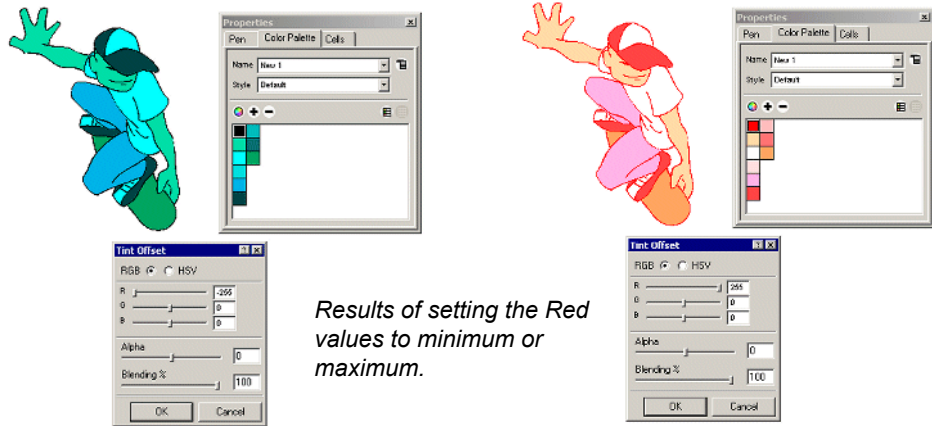 Properties
Pen Color Palette Cells
Name New 1
Style Default
Properties
Pen Color Palette Cells
Name New 1
Style Default
Tint Offset
RGB HSV
R -255
G 0
B 0
Alpha
0
Blending %
100
OK Cancel
Results of setting the Red
values to minimum or
maximum.
Tint Offset
RGB HSV
R 255
G 0
B 0
Alpha
0
Blending %
100
OK Cancel